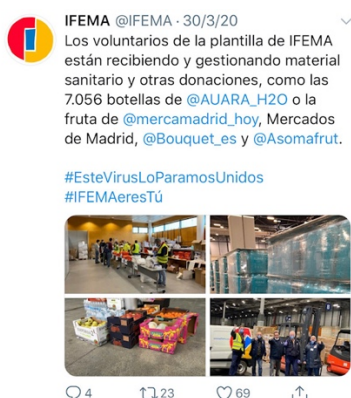 IFEMA @IFEMA · 30/3/20
Los voluntarios de la plantilla de IFEMA
están recibiendo y gestionando material
sanitario y otras donaciones, como las
7.056 botellas de @AUARA_H2O o la
fruta de @mercamadrid_hoy, Mercados
de Madrid, @Bouquet_es y @Asomafrut.
#EsteVirusLoParamosUnidos
#IFEMAeresTú
4 23 69